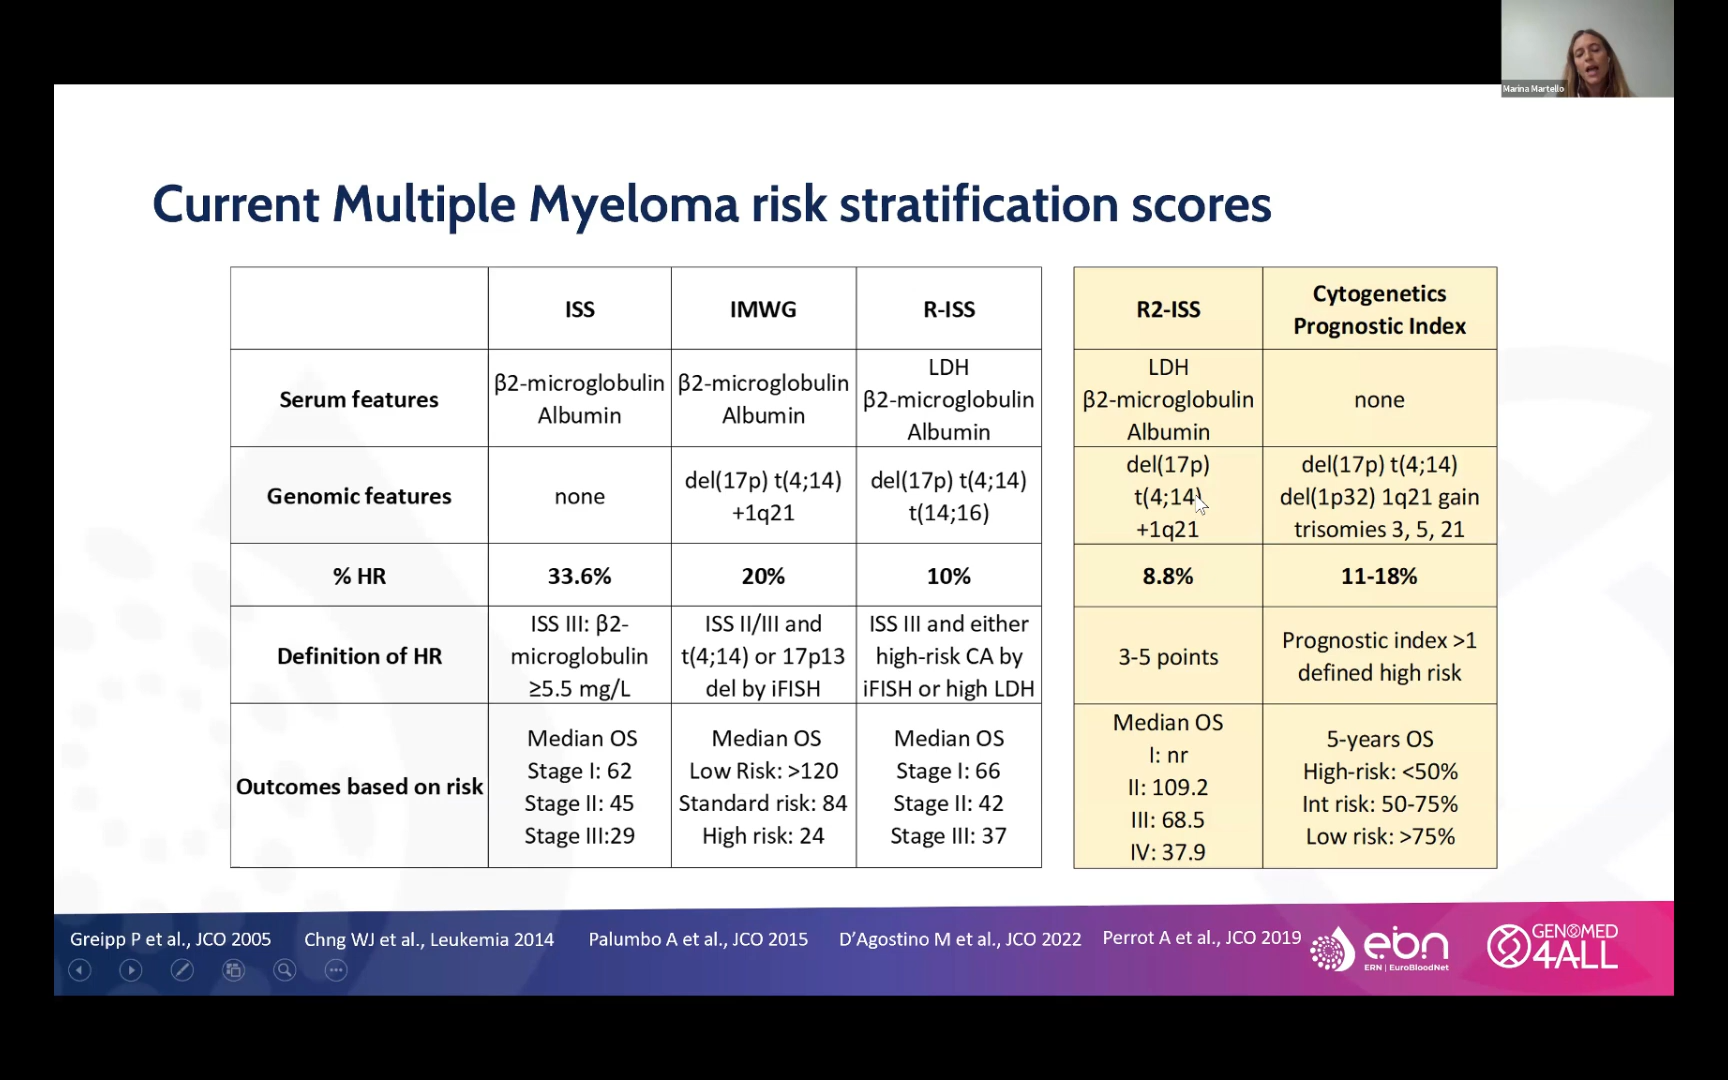 Marina Martello
Current Multiple Myeloma risk stratification scores
ISS
IMWG
R-ISS
R2-ISS
Cytogenetics
Prognostic Index
Serum features
β2-microglobulin
Albumin
β2-microglobulin
Albumin
LDH
β2-microglobulin
Albumin
LDH
β2-microglobulin
Albumin
none
Genomic features
none
del(17p) t(4;14)
+1q21
del(17p) t(4;14)
t(14;16)
del(17p)
t(4;14)
+1q21
del(17p) t(4;14)
del(1p32) 1q21 gain
trisomies 3, 5, 21
% HR
33.6%
20%
10%
8.8%
11-18%
Definition of HR
ISS III: β2-
microglobulin
≥5.5 mg/L
ISS II/III and
t(4;14) or 17p13
del by iFISH
ISS III and either
high-risk CA by
iFISH or high LDH
3-5 points
Prognostic index >1
defined high risk
Outcomes based on risk
Median OS
Stage I: 62
Stage II: 45
Stage III:29
Median OS
Low Risk: >120
Standard risk: 84
High risk: 24
Median OS
Stage I: 66
Stage II: 42
Stage III: 37
Median OS
I: nr
II: 109.2
III: 68.5
IV: 37.9
5-years OS
High-risk: <50%
Int risk: 50-75%
Low risk: >75%
Greipp P et al., JCO 2005
Chng WJ et al., Leukemia 2014
Palumbo A et al., JCO 2015
D'Agostino M et al., JCO 2022
Perrot A et al., JCO 2019
ebn
ERN | EuroBloodNet
GENOMED
4ALL